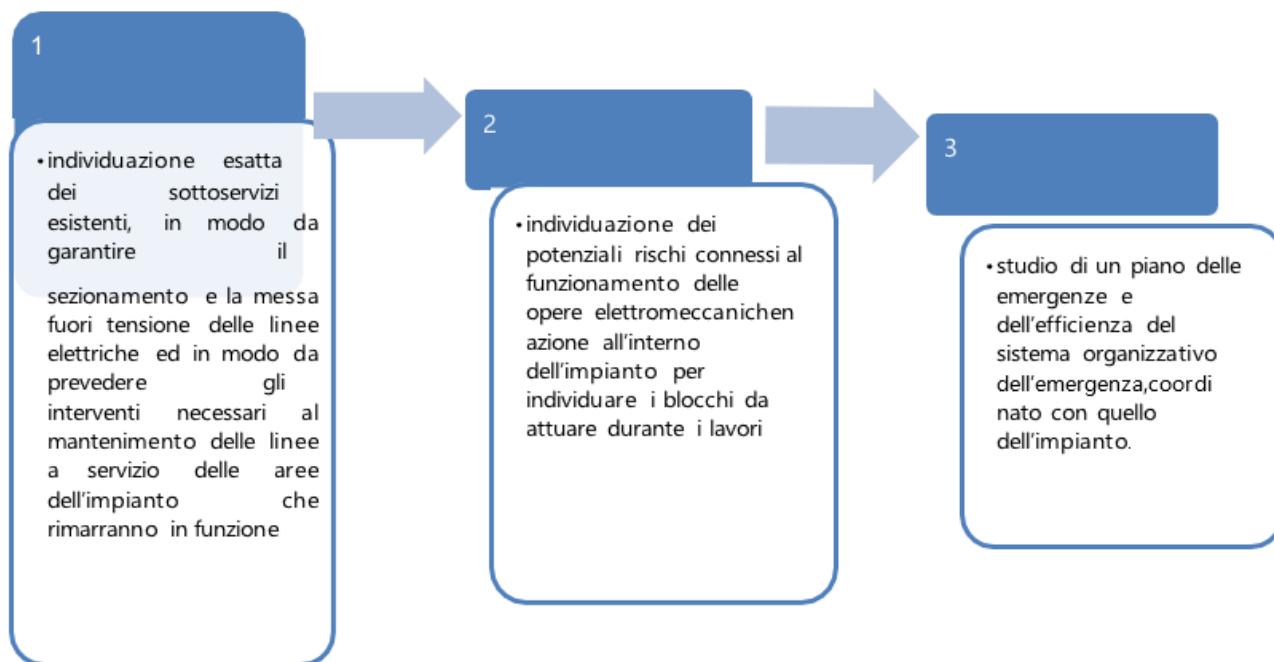 1
•individuazione esatta
dei sottoservizi
esistenti, in modo da
garantire il
sezionamento e la messa
fuori tensione delle linee
elettriche ed in modo da
prevedere gli
interventi necessari al
mantenimento delle linee
a servizio delle aree
dell'impianto che
rimarranno in funzione
2
•individuazione dei
potenziali rischi connessi al
funzionamento delle
opere elettromeccanichen
azione all'interno
dell'impianto per
individuare i blocchi da
attuare durante i lavori
3
•studio di un piano delle
emergenze e
dell'efficienza del
sistema organizzativo
dell'emergenza,coordi
nato con quello
dell'impianto.